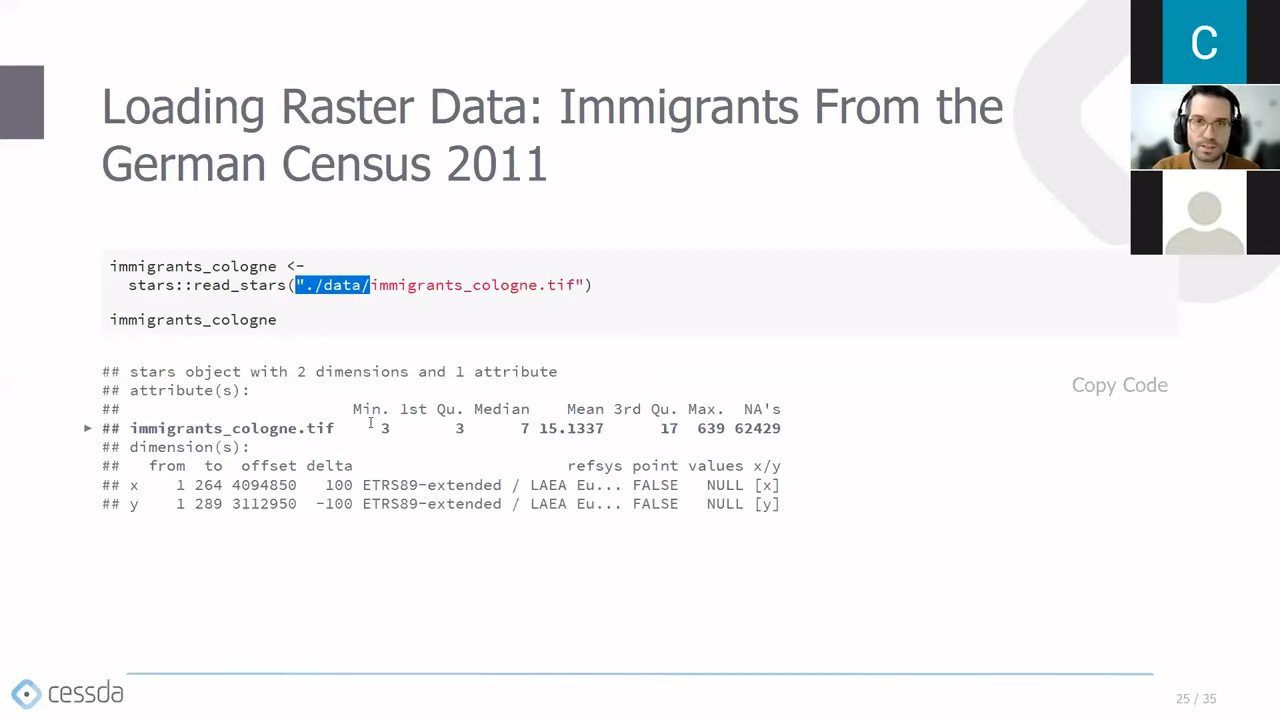 C
Loading Raster Data: Immigrants From the
German Census 2011
immigrants_cologne <-
stars::read_stars("./data/immigrants_cologne.tif")
immigrants_cologne
## stars object with 2 dimensions and 1 attribute
## attribute(s):
## Min. 1st Qu. Median Mean 3rd Qu. Max. NA's
## immigrants_cologne.tif 3 3 7 15.1337 17 639 62429
## dimension(s):
## from to offset delta refsys point values x/y
## x 1 264 4094850 100 ETRS89-extended / LAEA Eu... FALSE NULL [x]
## y 1 289 3112950 -100 ETRS89-extended / LAEA Eu... FALSE NULL [y]
Copy Code
cessda
25 / 35